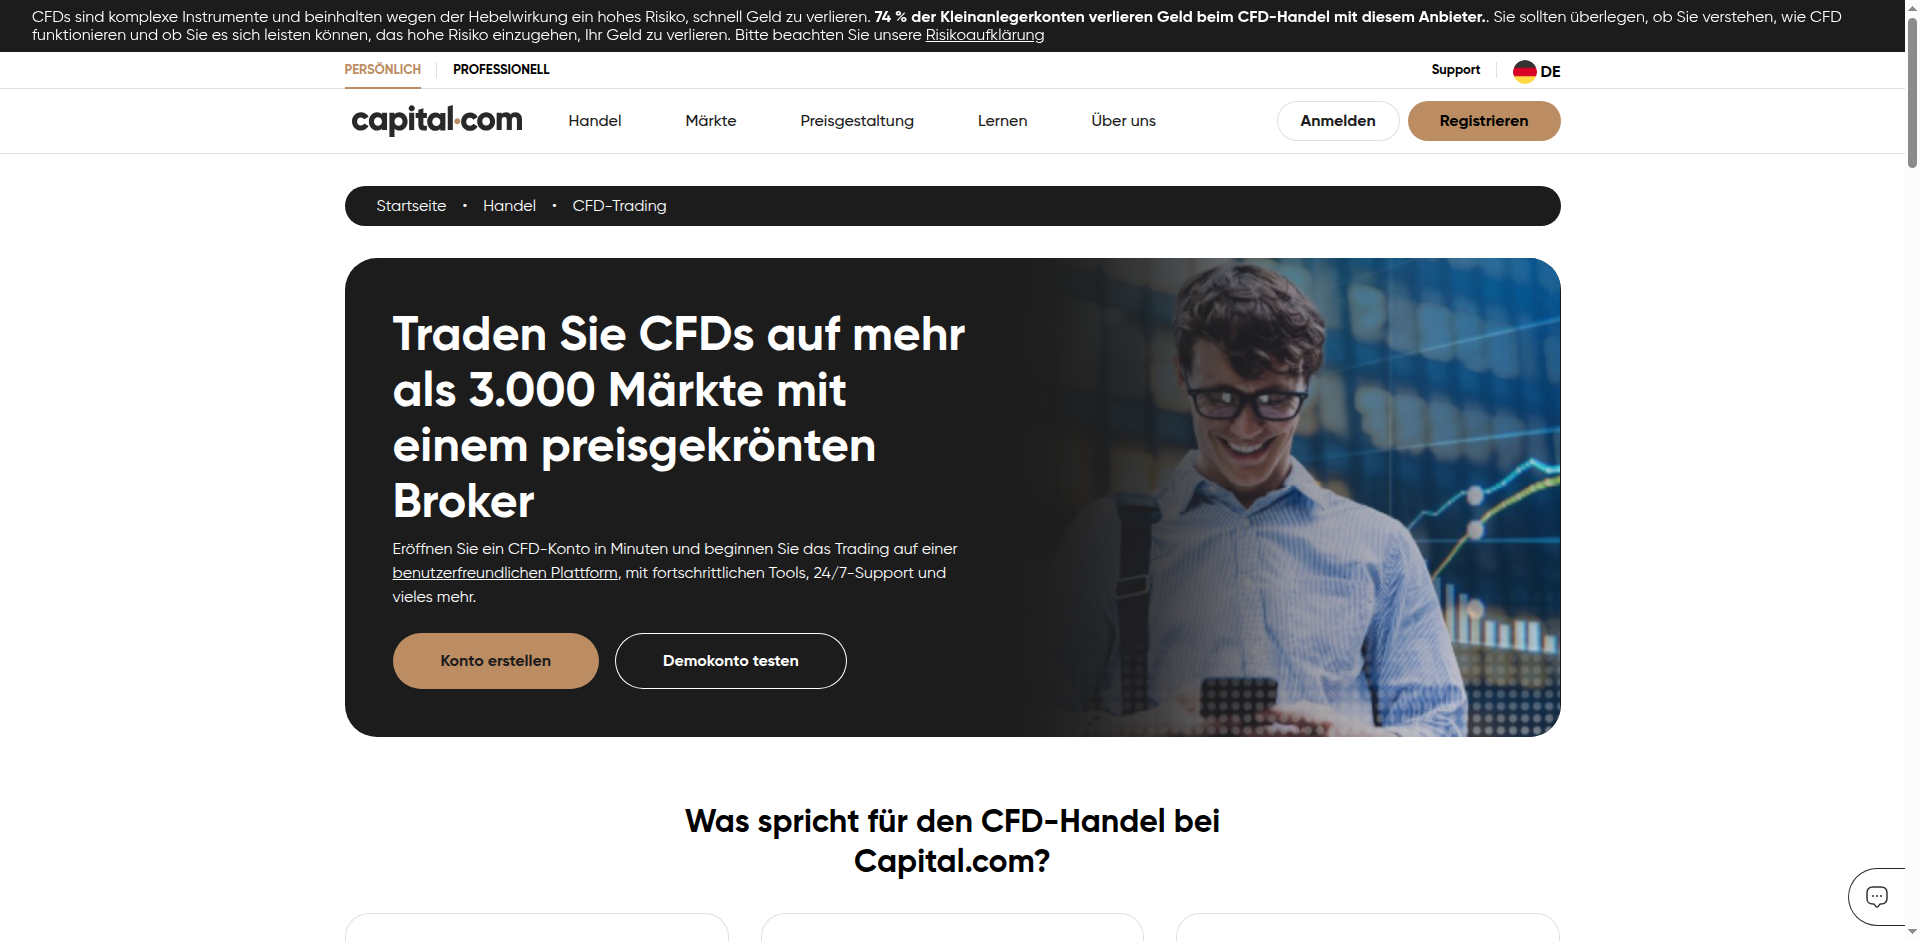 CFDs sind komplexe Instrumente und beinhalten wegen der Hebelwirkung ein hohes Risiko, schnell Geld zu verlieren. 74 % der Kleinanlegerkonten verlieren Geld beim CFD-Handel mit diesem Anbieter.. Sie sollten überlegen, ob Sie verstehen, wie CFD
funktionieren und ob Sie es sich leisten können, das hohe Risiko einzugehen, Ihr Geld zu verlieren. Bitte beachten Sie unsere Risikoaufklärung
PERSÖNLICH PROFESSIONELL Support DE
capital.com Handel Märkte Preisgestaltung Lernen Über uns Anmelden Registrieren
Startseite • Handel • CFD-Trading
Traden Sie CFDs auf mehr
als 3.000 Märkte mit
einem preisgekrönten
Broker
Eröffnen Sie ein CFD-Konto in Minuten und beginnen Sie das Trading auf einer
benutzerfreundlichen Plattform, mit fortschrittlichen Tools, 24/7-Support und
vieles mehr.
Konto erstellen Demokonto testen
Was spricht für den CFD-Handel bei
Capital.com?